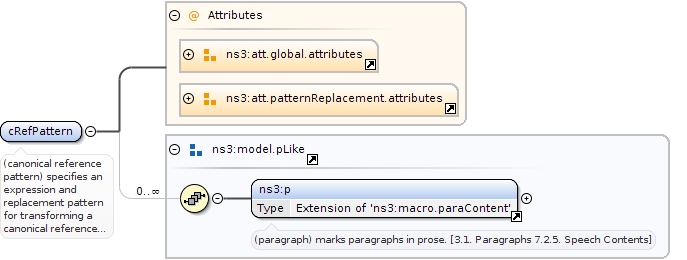 Attributes
ns3:att.global.attributes
ns3:att.patternReplacement.attributes
cRefPattern
(canonical reference
pattern) specifies an
expression and
replacement pattern
for transforming a
canonical reference...
ns3:model.pLike
0..∞
ns3:p
Type Extension of 'ns3:macro.paraContent'
(paragraph) marks paragraphs in prose. [3.1. Paragraphs 7.2.5. Speech Contents]